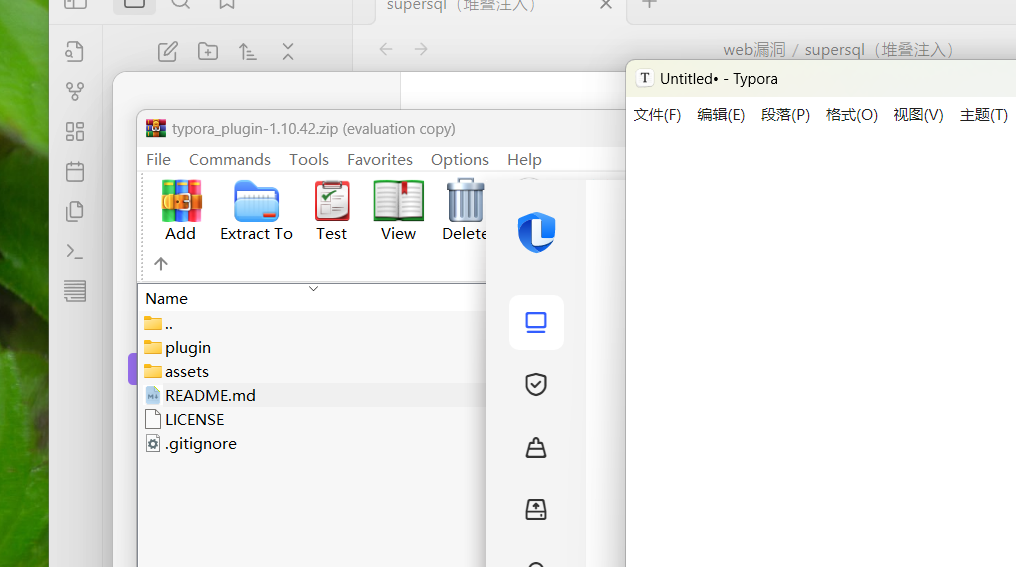 supersql（堆叠注入）
web漏洞 / supersql（堆叠注入）
Untitled• - Typora
文件(F) 编辑(E) 段落(P) 格式(O) 视图(V) 主题(T)
typora_plugin-1.10.42.zip (evaluation copy)
File Commands Tools Favorites Options Help
Add Extract To Test View Delete
Name
..
plugin
assets
README.md
LICENSE
.gitignore